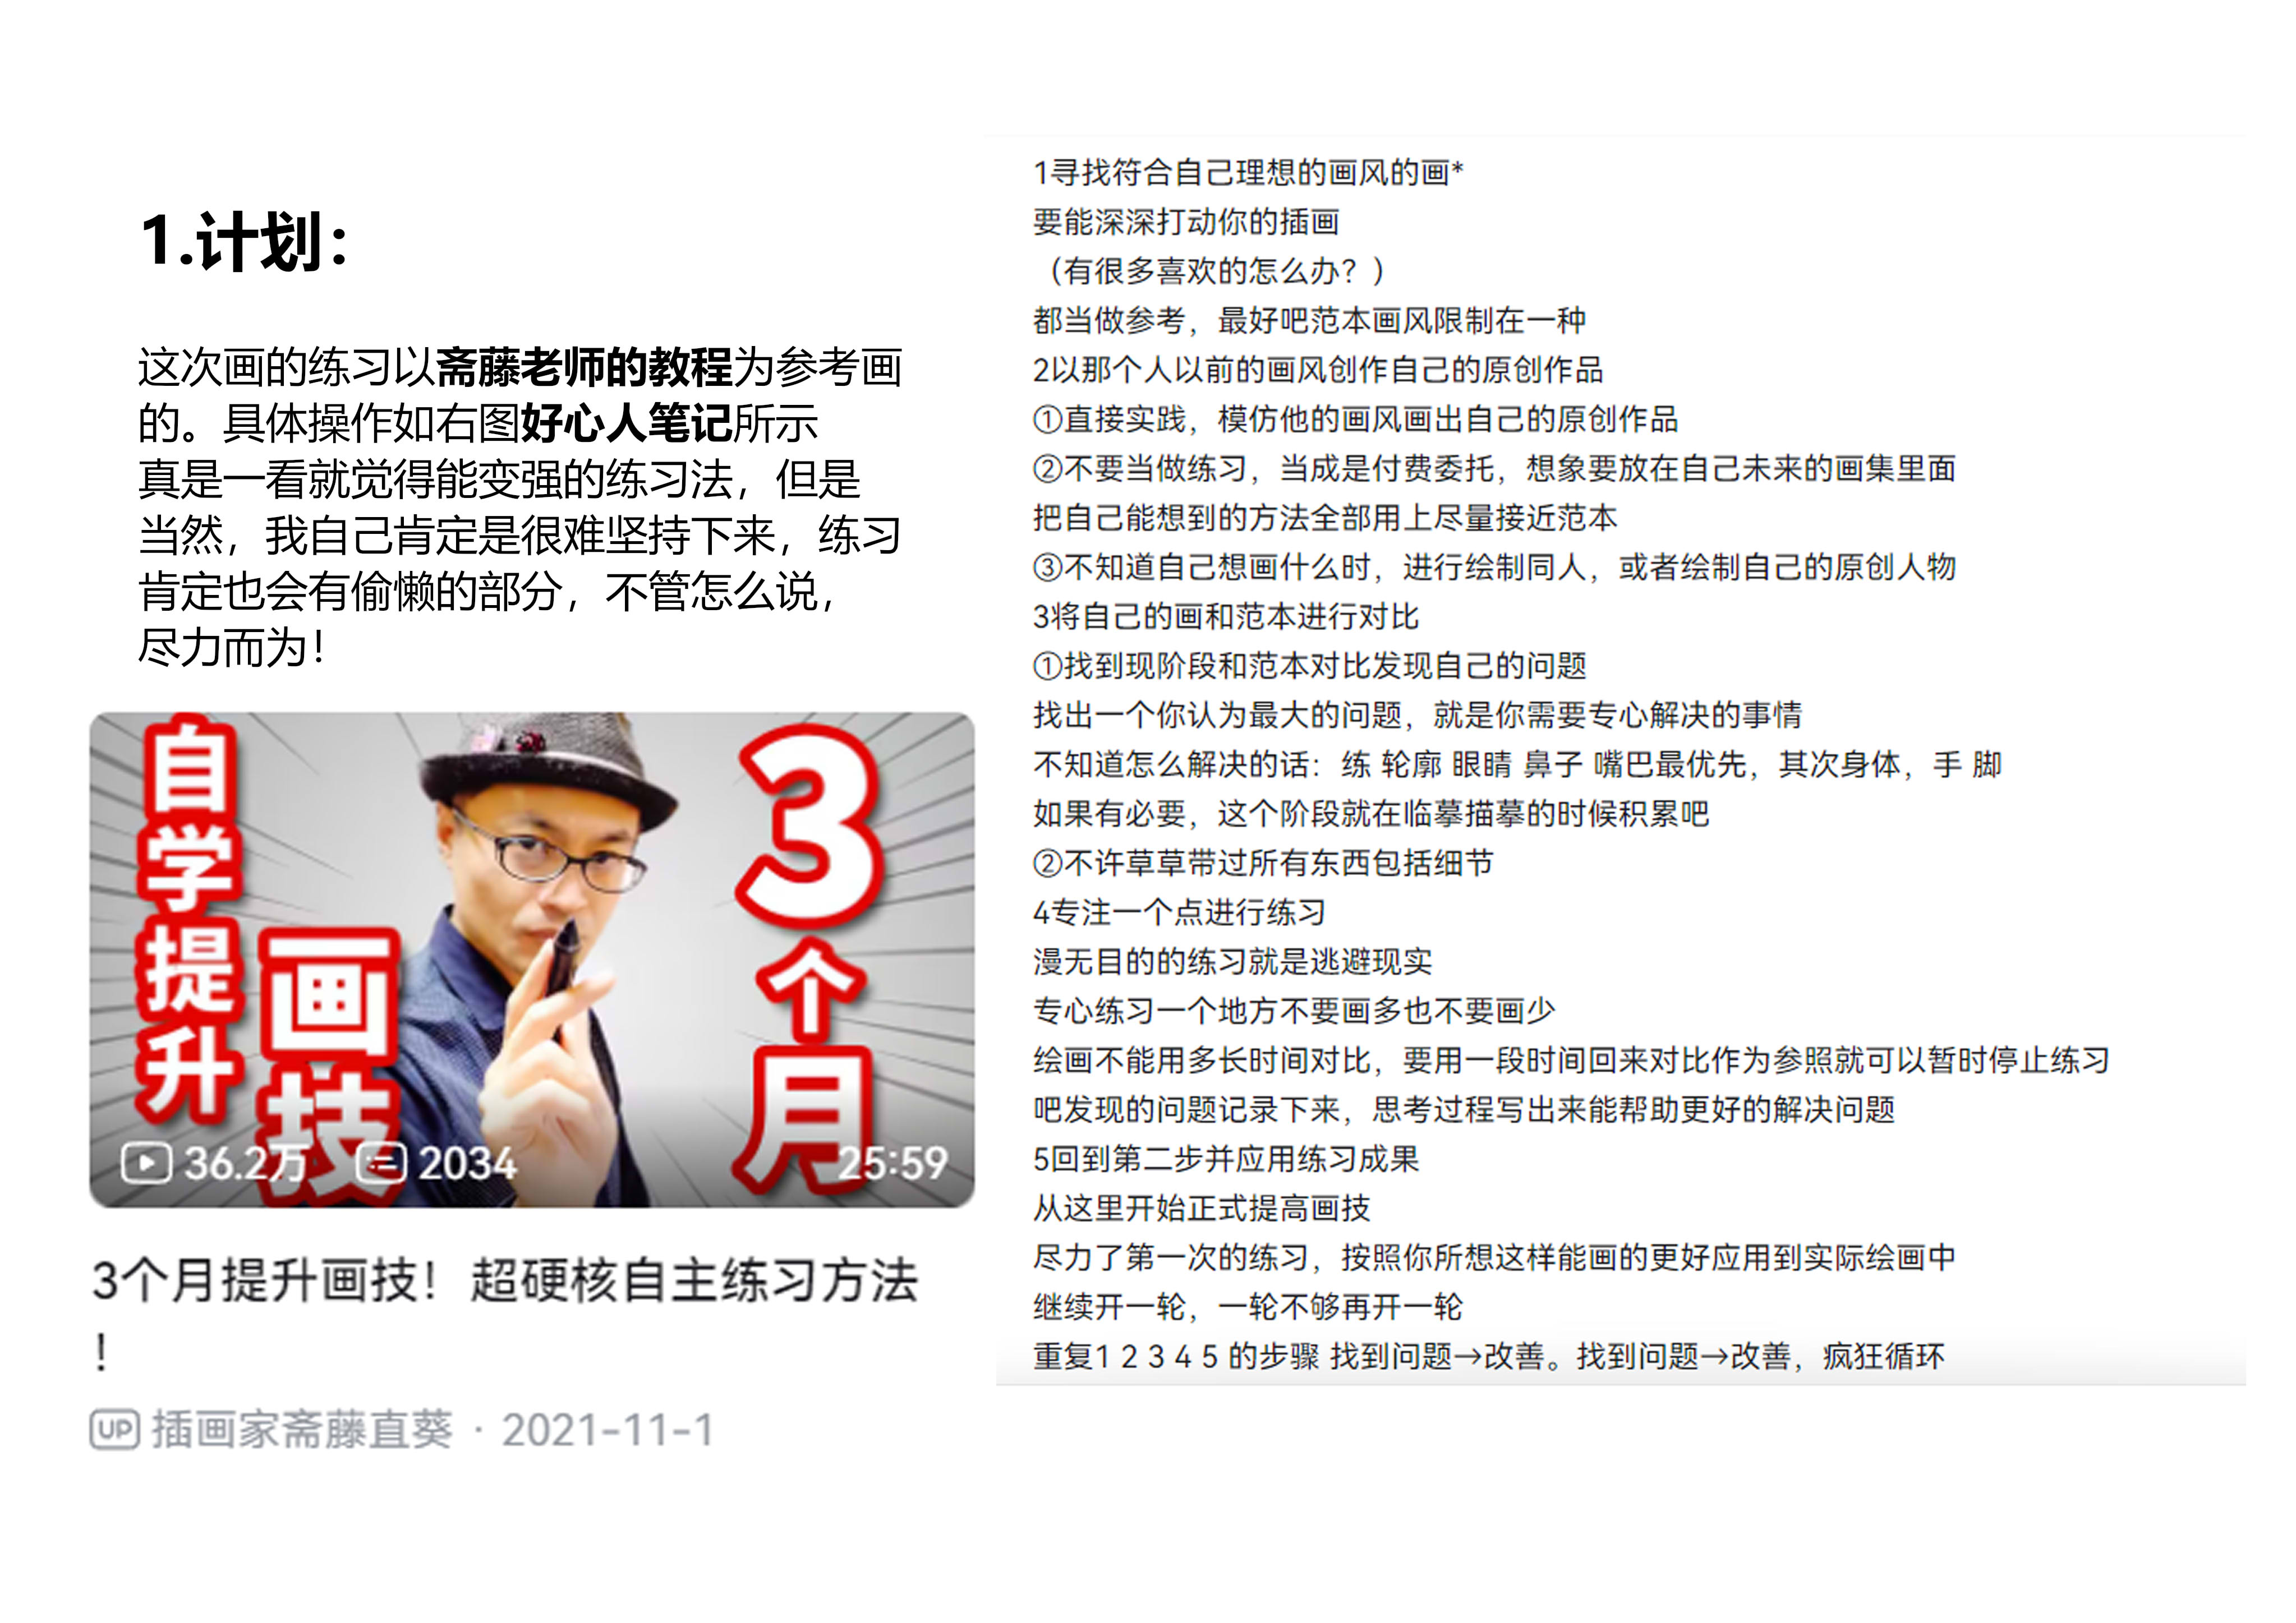 1.计划：
这次画的练习以斋藤老师的教程为参考画
的。具体操作如右图好心人笔记所示
真是一看就觉得能变强的练习法，但是
当然，我自己肯定是很难坚持下来，练习
肯定也会有偷懒的部分，不管怎么说，
尽力而为！
自学提升
画技
3个月
36.2万 2034 25:59
3个月提升画技！超硬核自主练习方法
！
UP 插画家斋藤直葵 · 2021-11-1
1寻找符合自己理想的画风的画*
要能深深打动你的插画
（有很多喜欢的怎么办？）
都当做参考，最好吧范本画风限制在一种
2以那个人以前的画风创作自己的原创作品
①直接实践，模仿他的画风画出自己的原创作品
②不要当做练习，当成是付费委托，想象要放在自己未来的画集里面
把自己能想到的方法全部用上尽量接近范本
③不知道自己想画什么时，进行绘制同人，或者绘制自己的原创人物
3将自己的画和范本进行对比
①找到现阶段和范本对比发现自己的问题
找出一个你认为最大的问题，就是你需要专心解决的事情
不知道怎么解决的话：练 轮廓 眼睛 鼻子 嘴巴最优先，其次身体，手 脚
如果有必要，这个阶段就在临摹描摹的时候积累吧
②不许草草带过所有东西包括细节
4专注一个点进行练习
漫无目的的练习就是逃避现实
专心练习一个地方不要画多也不要画少
绘画不能用多长时间对比，要用一段时间回来对比作为参照就可以暂时停止练习
吧发现的问题记录下来，思考过程写出来能帮助更好的解决问题
5回到第二步并应用练习成果
从这里开始正式提高画技
尽力了第一次的练习，按照你所想这样能画的更好应用到实际绘画中
继续开一轮，一轮不够再开一轮
重复1 2 3 4 5 的步骤 找到问题→改善。找到问题→改善，疯狂循环